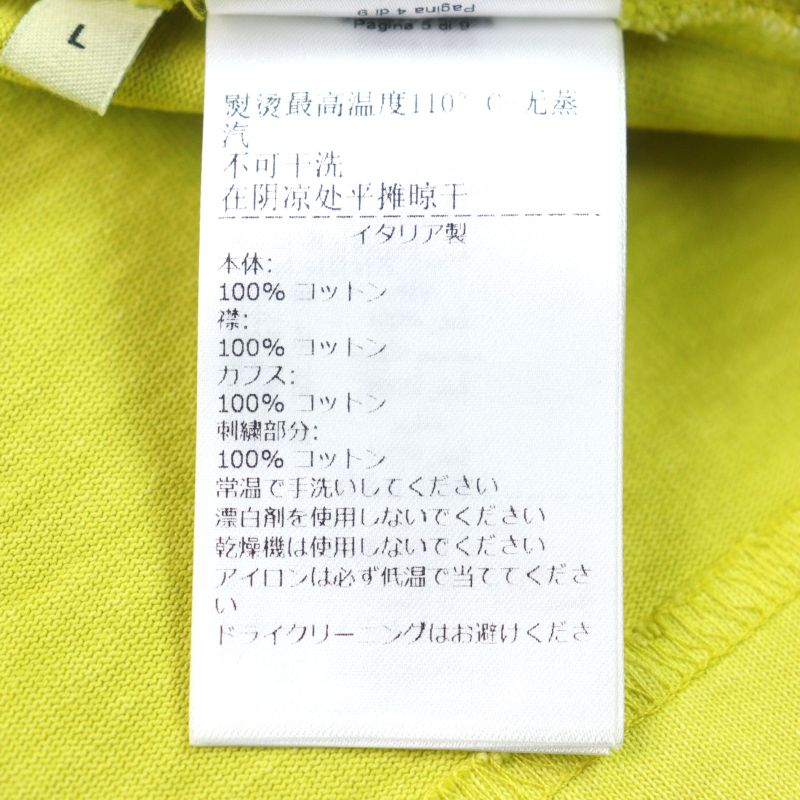 L
Pagina 4 di 9
Pagina 5 di 9
熨烫最高温度110° C 无蒸
汽
不可干洗
在阴凉处平摊晾干
イタリア製
本体:
100% コットン
襟:
100% コットン
カフス:
100% コットン
刺繍部分:
100% コットン
常温で手洗いしてください
漂白剤を使用しないでください
乾燥機は使用しないでください
アイロンは必ず低温で当ててくださ
い
ドライクリーニングはお避けくださ